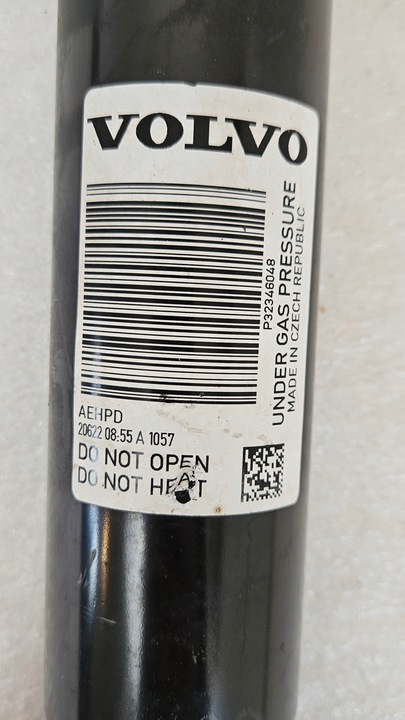 VOLVO
P32346048
UNDER GAS PRESSURE
MADE IN CZECH REPUBLIC
AEHPD
20622 08:55 A 1057
DO NOT OPEN
DO NOT HEAT